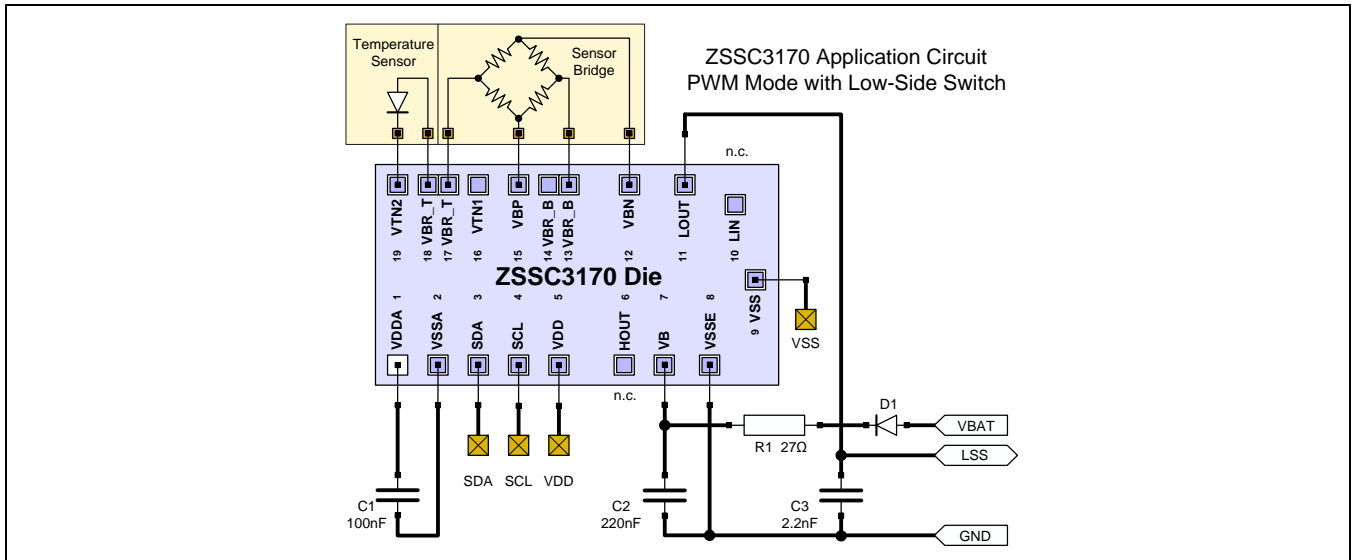 Temperature
Sensor
Sensor
Bridge
ZSSC3170 Application Circuit
PWM Mode with Low-Side Switch
n.c.
VTN2
VBR_T
VBR_T
VTN1
VBP
VBR_B
VBR_B
VBN
LOUT
LIN
19
18
17
16
15
14
13
12
11
10
ZSSC3170 Die
1
2
3
4
5
6
7
8
9
VDDA
VSSA
SDA
SCL
VDD
HOUT
VB
VSSE
VSS
VSS
n.c.
D1
VBAT
R1 27Ω
LSS
SDA
SCL
VDD
C1
100nF
C2
220nF
C3
2.2nF
GND